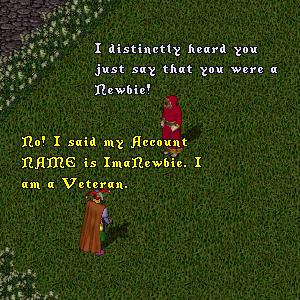 I distinctly heard you
just say that you were a
Newbie!
No! I said my Account
NAME is ImaNewbie. I
am a Veteran.